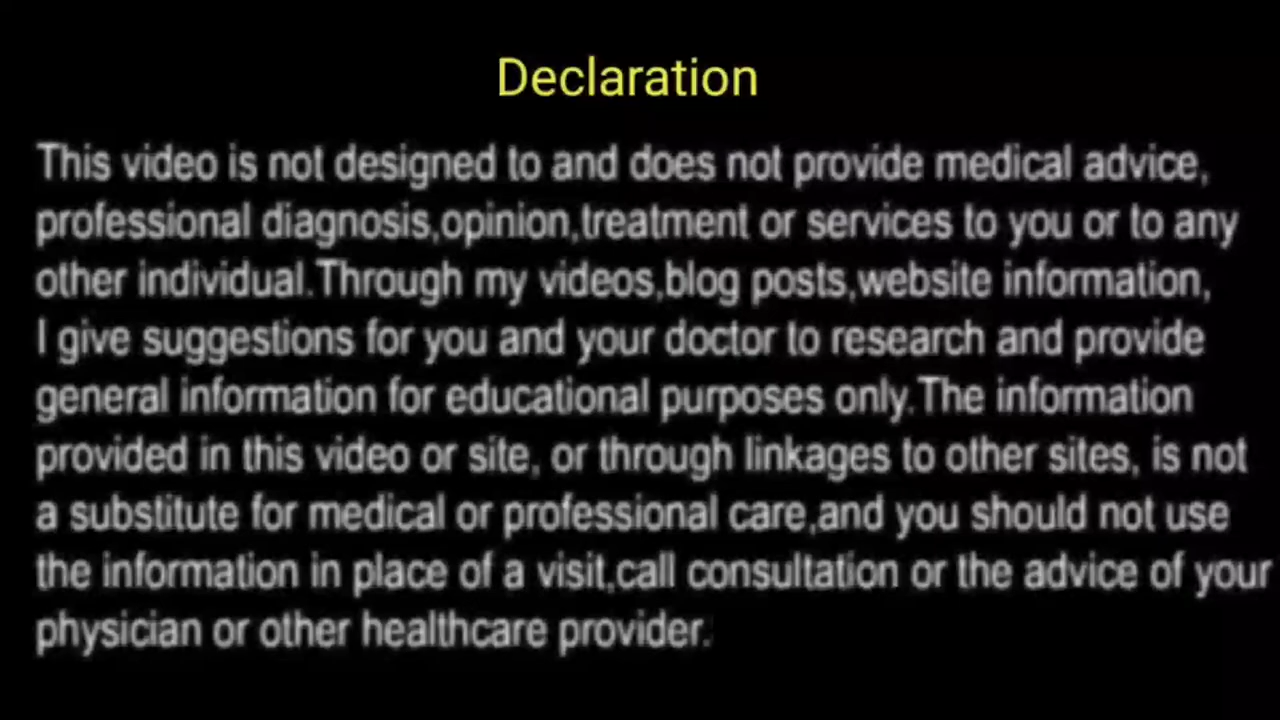 Declaration
This video is not designed to and does not provide medical advice,
professional diagnosis,opinion,treatment or services to you or to any
other individual.Through my videos,blog posts,website information,
I give suggestions for you and your doctor to research and provide
general information for educational purposes only.The information
provided in this video or site, or through linkages to other sites, is not
a substitute for medical or professional care,and you should not use
the information in place of a visit,call consultation or the advice of your
physician or other healthcare provider.